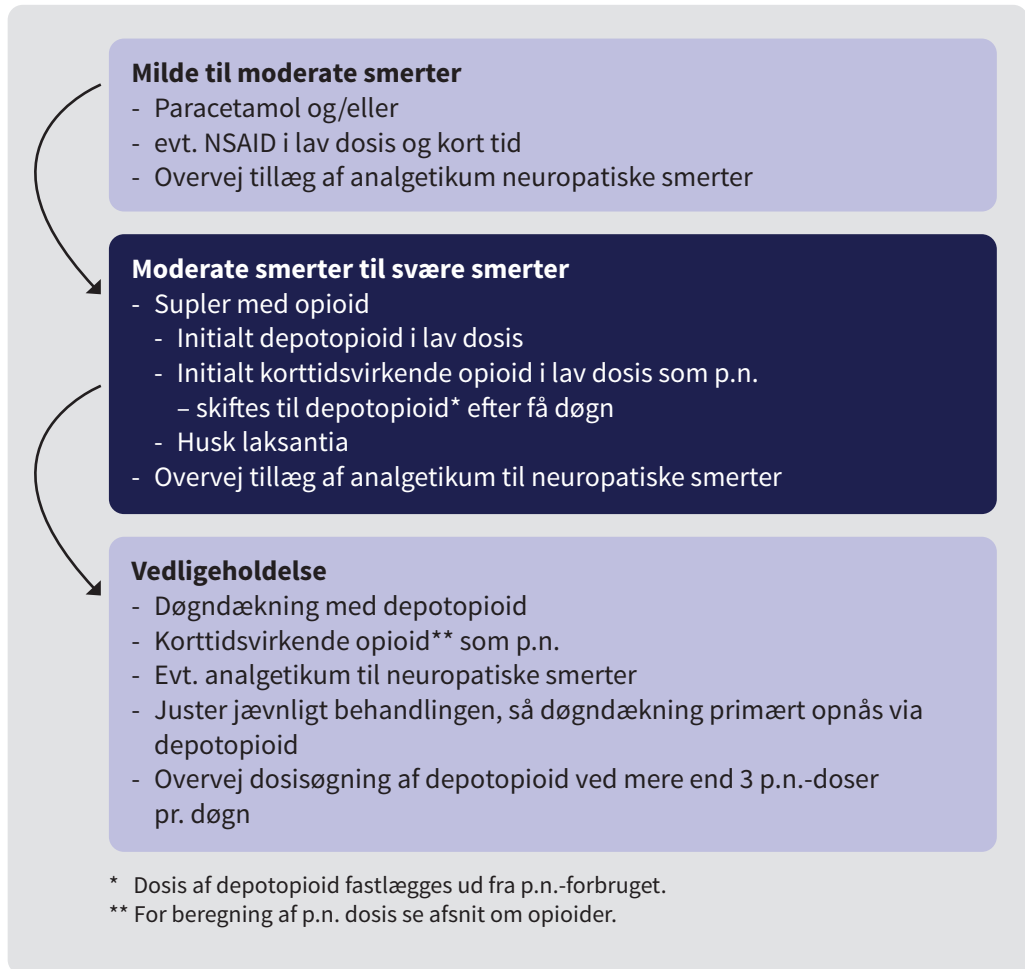 Milde til moderate smerter
- Paracetamol og/eller
- evt. NSAID i lav dosis og kort tid
- Overvej tillæg af analgetikum neuropatiske smerter
Moderate smerter til svære smerter
- Supler med opioid
- Initialt depotopioid i lav dosis
- Initialt korttidsvirkende opioid i lav dosis som p.n.
– skiftes til depotopioid* efter få døgn
- Husk laksantia
- Overvej tillæg af analgetikum til neuropatiske smerter
Vedligeholdelse
- Døgndækning med depotopioid
- Korttidsvirkende opioid** som p.n.
- Evt. analgetikum til neuropatiske smerter
- Juster jævnligt behandlingen, så døgndækning primært opnås via
depotopioid
- Overvej dosisøgning af depotopioid ved mere end 3 p.n.-doser
pr. døgn
* Dosis af depotopioid fastlægges ud fra p.n.-forbruget.
** For beregning af p.n. dosis se afsnit om opioider.